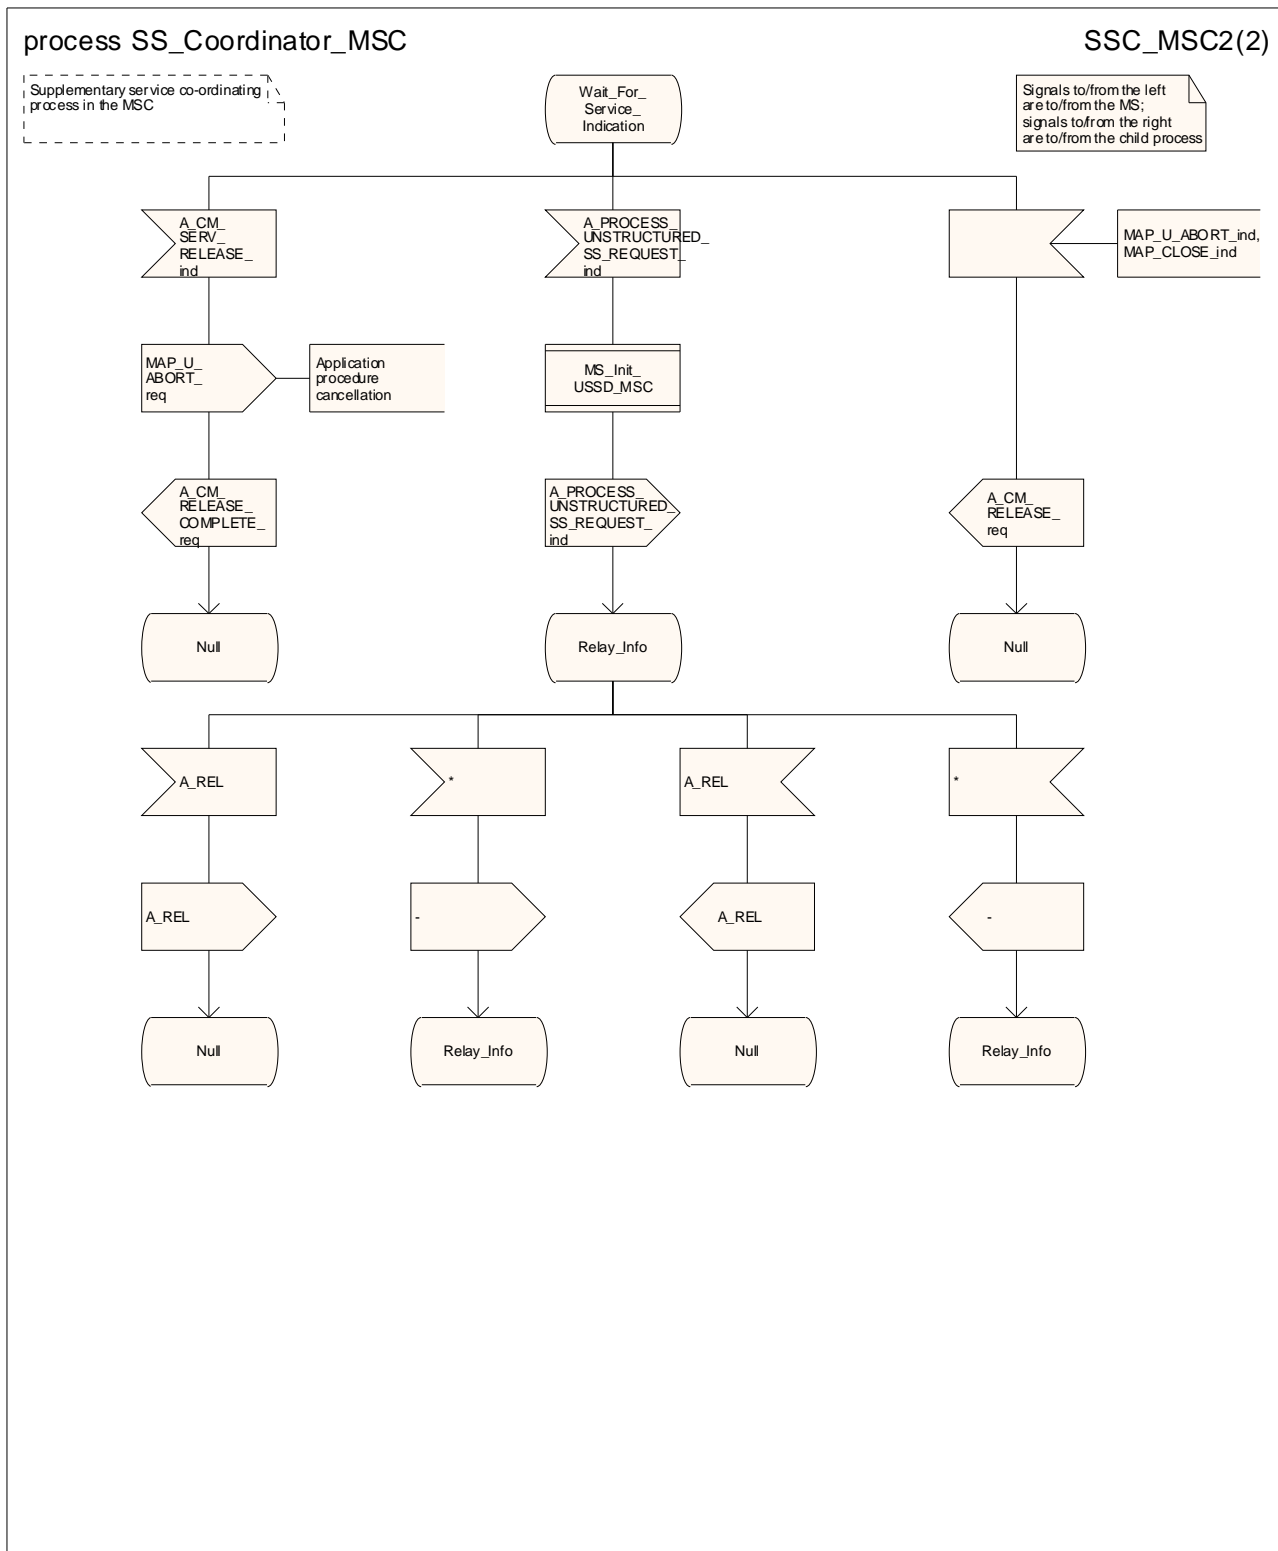 process SS_Coordinator_MSC
SSC_MSC2(2)
Supplementary service co-ordinating
process in the MSC
Wait_For_
Service_
Indication
Signals to/from the left
are to/from the MS;
signals to/from the right
are to/from the child process
A_CM_
SERV_
RELEASE_
ind
A_PROCESS_
UNSTRUCTURED_
SS_REQUEST_
ind
MAP_U_ABORT_ind,
MAP_CLOSE_ind
MAP_U_
ABORT_
req
Application
procedure
cancellation
MS_Init_
USSD_MSC
A_CM_
RELEASE_
COMPLETE_
req
A_PROCESS_
UNSTRUCTURED_
SS_REQUEST_
ind
A_CM_
RELEASE_
req
Null
Relay_Info
Null
A_REL
*
A_REL
*
A_REL
-
A_REL
-
Null
Relay_Info
Null
Relay_Info